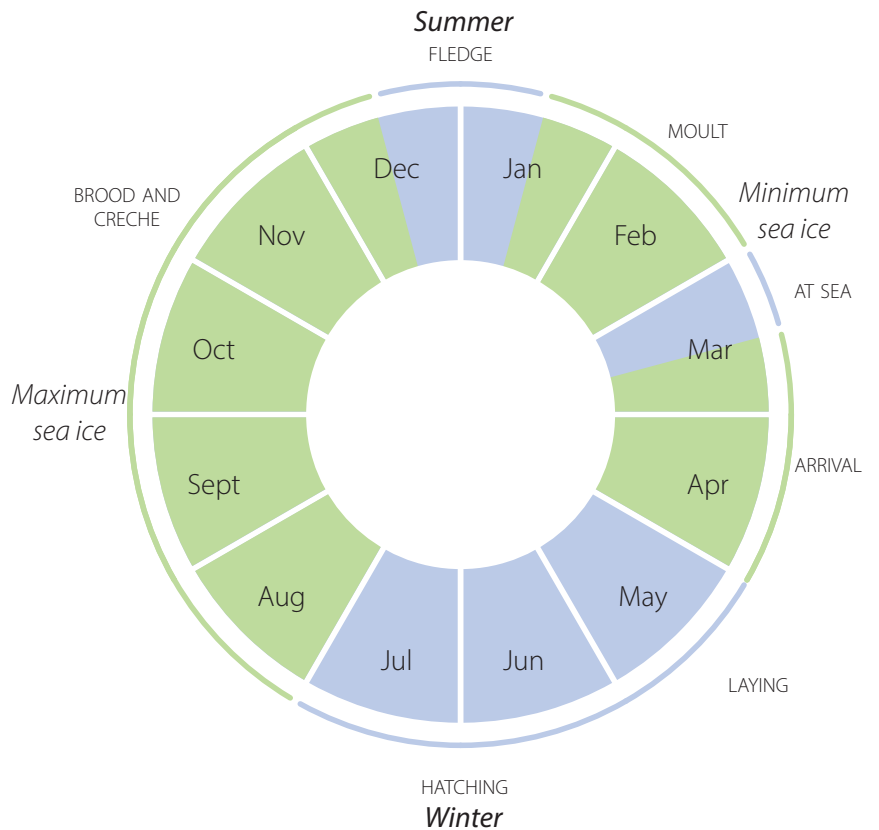 Summer
FLEDGE
MOULT
Minimum
sea ice
AT SEA
ARRIVAL
LAYING
HATCHING
Winter
Maximum
sea ice
BROOD AND
CRECHE
Jan
Feb
Mar
Apr
May
Jun
Jul
Aug
Sept
Oct
Nov
Dec